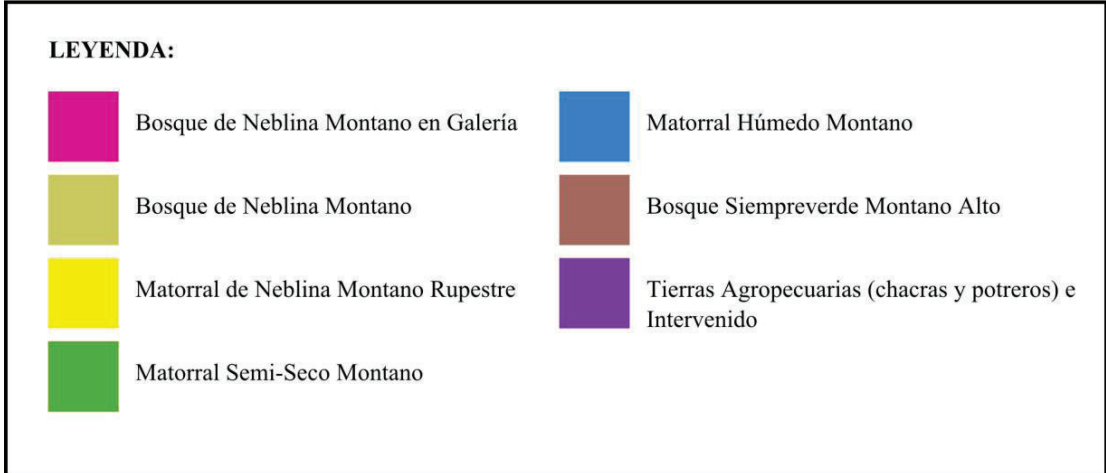 LEYENDA:
Bosque de Neblina Montano en Galería
Bosque de Neblina Montano
Matorral de Neblina Montano Rupestre
Matorral Semi-Seco Montano
Matorral Húmedo Montano
Bosque Siempreverde Montano Alto
Tierras Agropecuarias (chacras y potreros) e
Intervenido